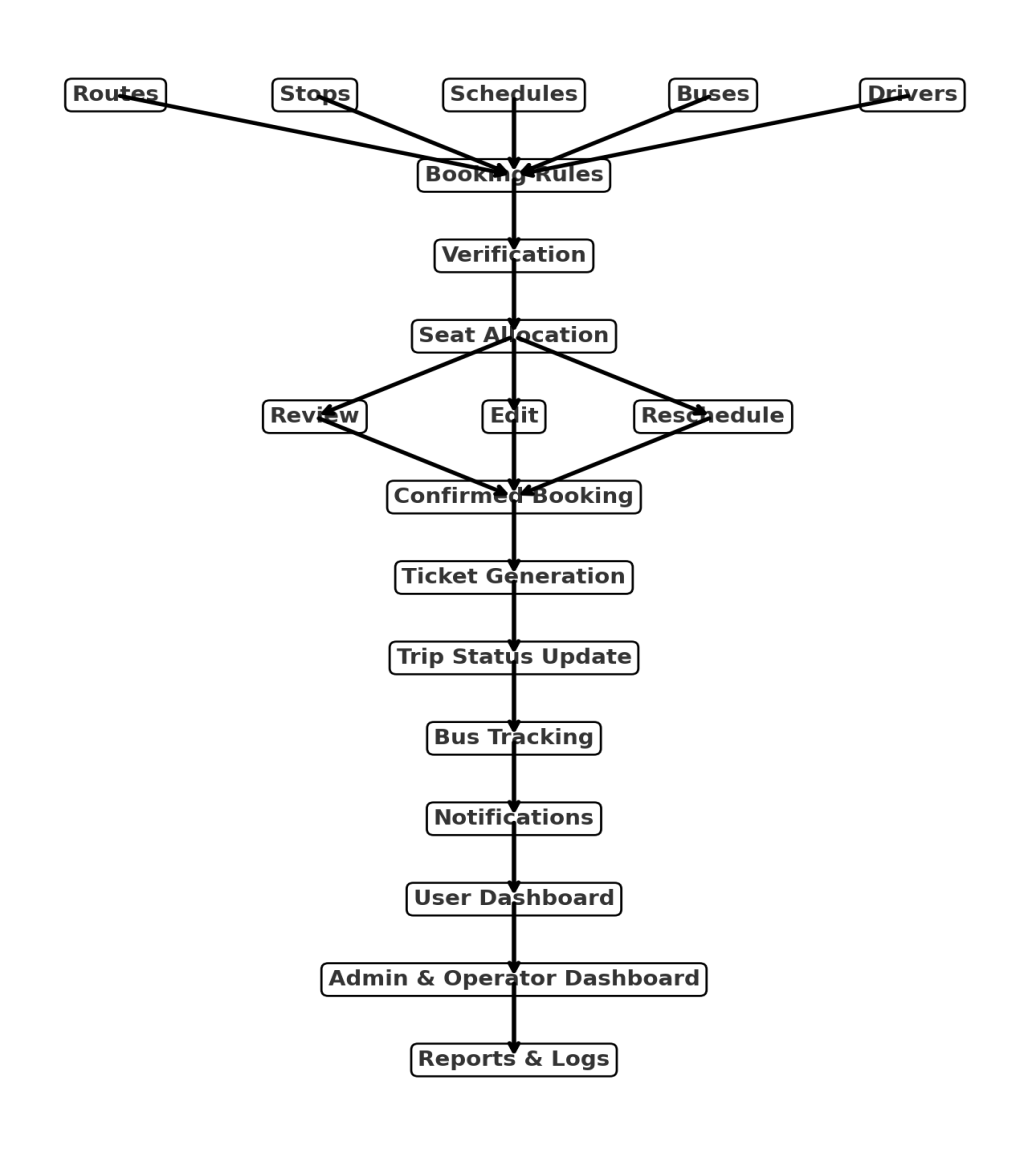 Routes
Stops
Schedules
Buses
Drivers
Booking Rules
Verification
Seat Allocation
Review
Edit
Reschedule
Confirmed Booking
Ticket Generation
Trip Status Update
Bus Tracking
Notifications
User Dashboard
Admin & Operator Dashboard
Reports & Logs